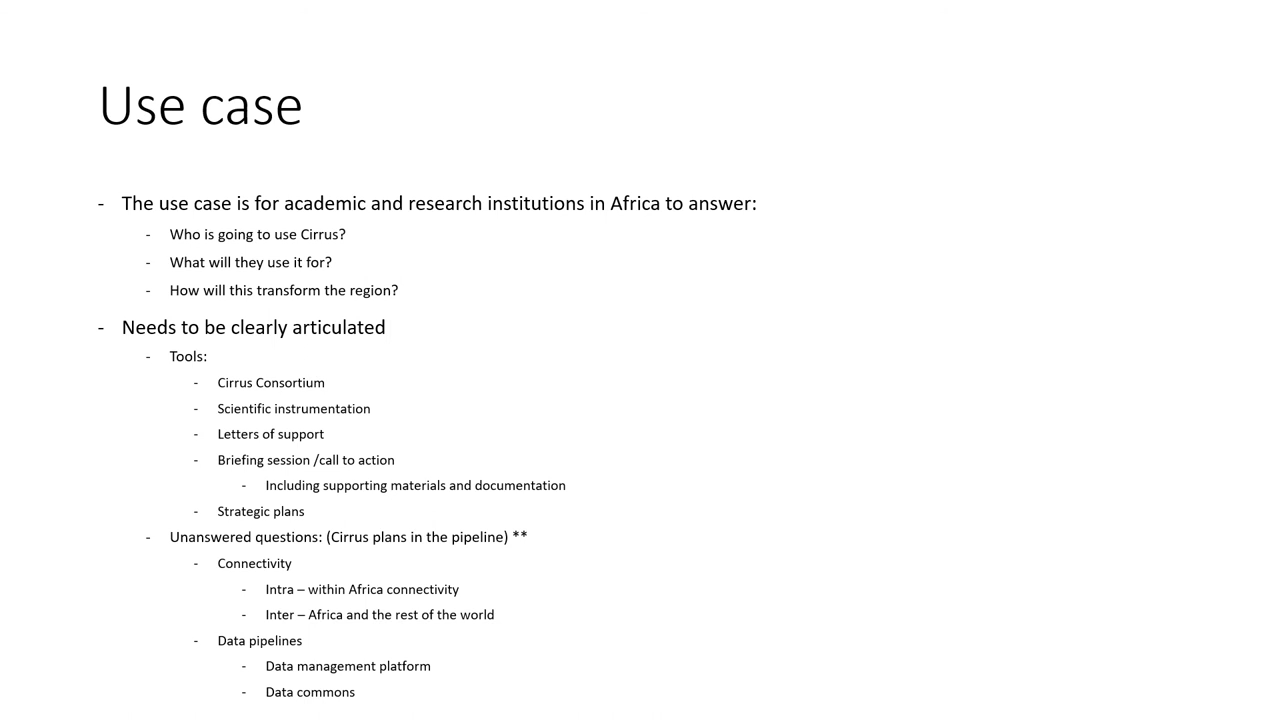 Use case
- The use case is for academic and research institutions in Africa to answer:
- Who is going to use Cirrus?
- What will they use it for?
- How will this transform the region?
- Needs to be clearly articulated
- Tools:
- Cirrus Consortium
- Scientific instrumentation
- Letters of support
- Briefing session /call to action
- Including supporting materials and documentation
- Strategic plans
- Unanswered questions: (Cirrus plans in the pipeline) **
- Connectivity
- Intra – within Africa connectivity
- Inter – Africa and the rest of the world
- Data pipelines
- Data management platform
- Data commons